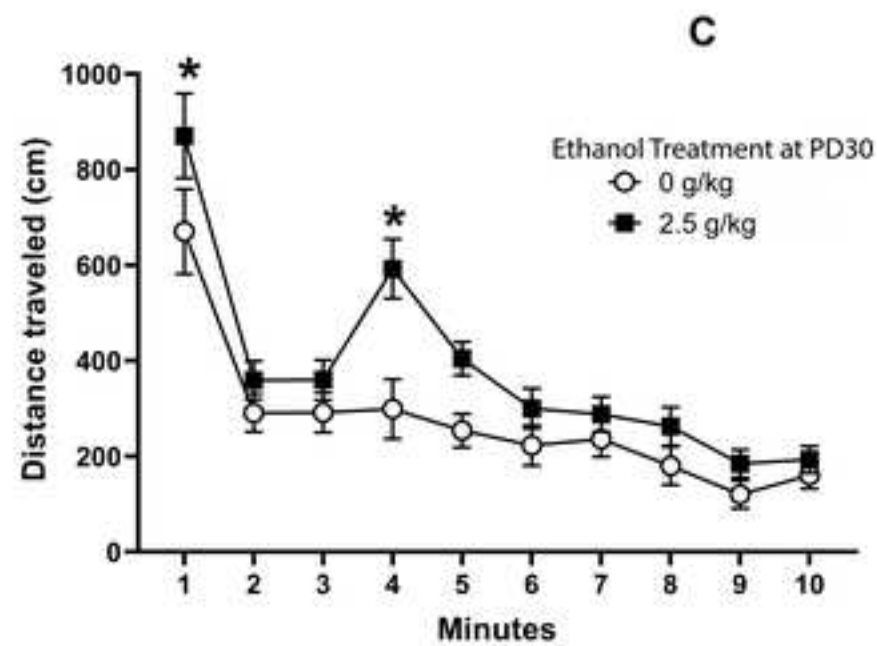 C
1000
800
600
400
200
0
Distance traveled (cm)
*
*
Ethanol Treatment at PD30
0 g/kg
2.5 g/kg
1 2 3 4 5 6 7 8 9 10
Minutes